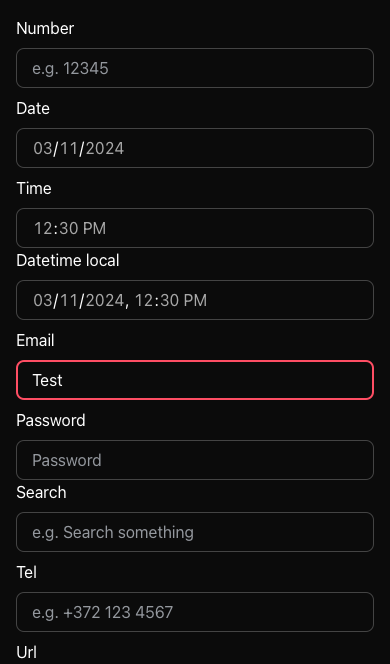 Number
e.g. 12345
Date
03/11/2024
Time
12:30 PM
Datetime local
03/11/2024, 12:30 PM
Email
Test
Password
Password
Search
e.g. Search something
Tel
e.g. +372 123 4567
Url